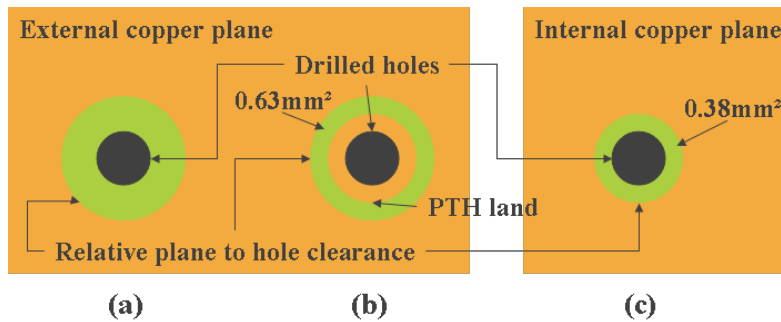 External copper plane
Internal copper plane
Drilled holes
0.63mm²
0.38mm²
PTH land
Relative plane to hole clearance
(a)
(b)
(c)